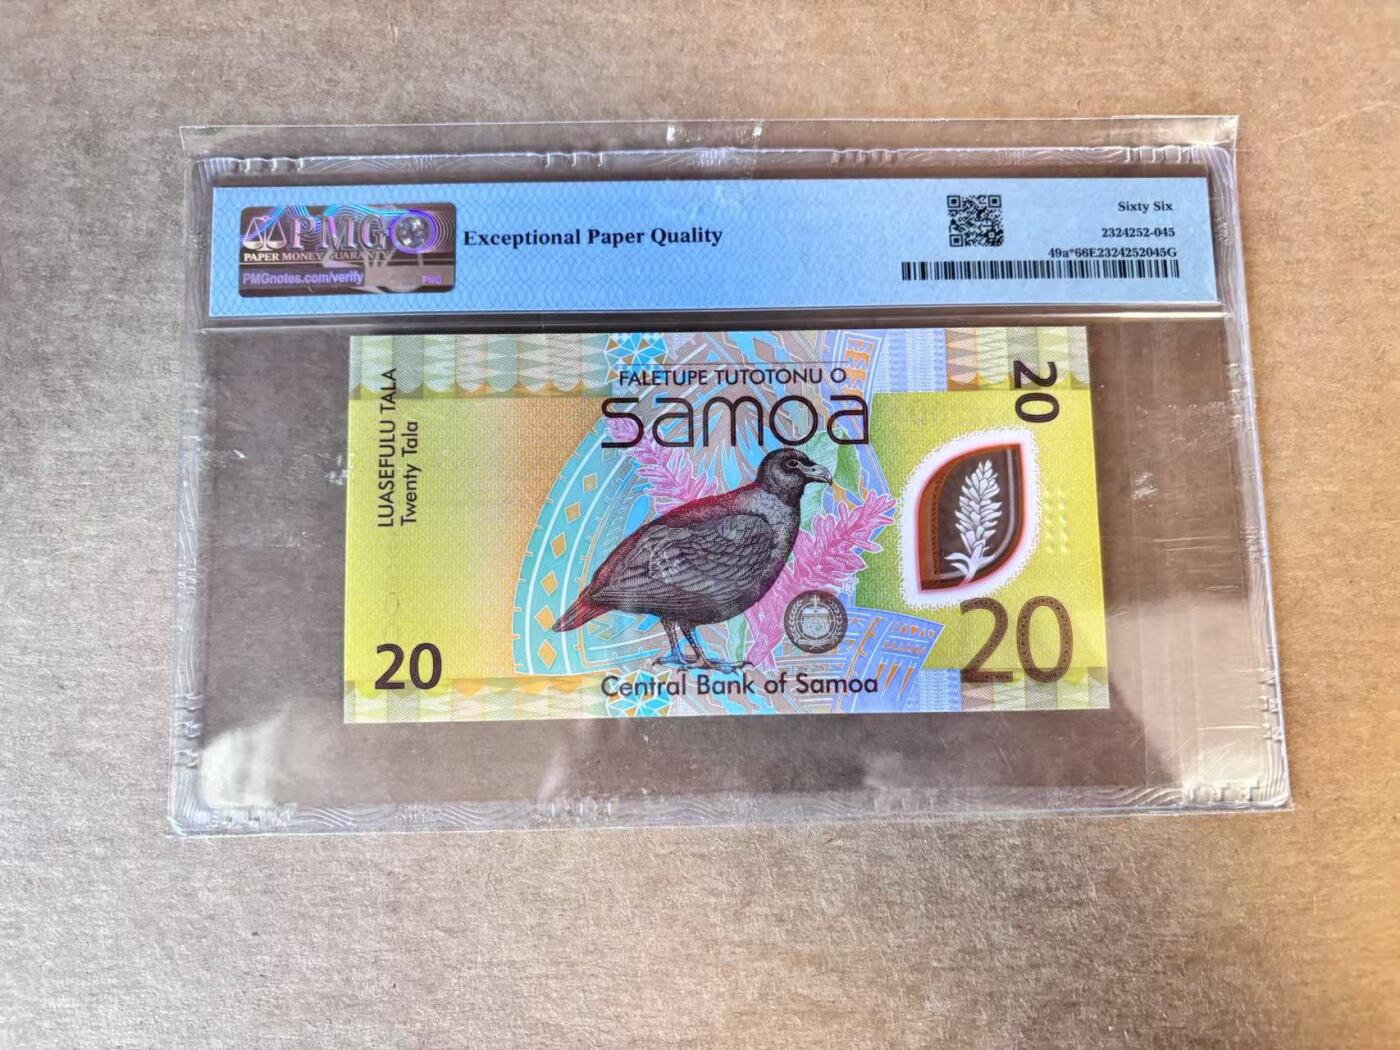 PMG
PAPER MONEY GUARANTY
PMGnotes.com/verify
PMG
Exceptional Paper Quality
Sixty Six
2324252-045
49a*66E2324252045G
LUASEFULU TALA
Twenty Tala
FALETUPE TUTOTONU O
samoa
20
20
20
Central Bank of Samoa